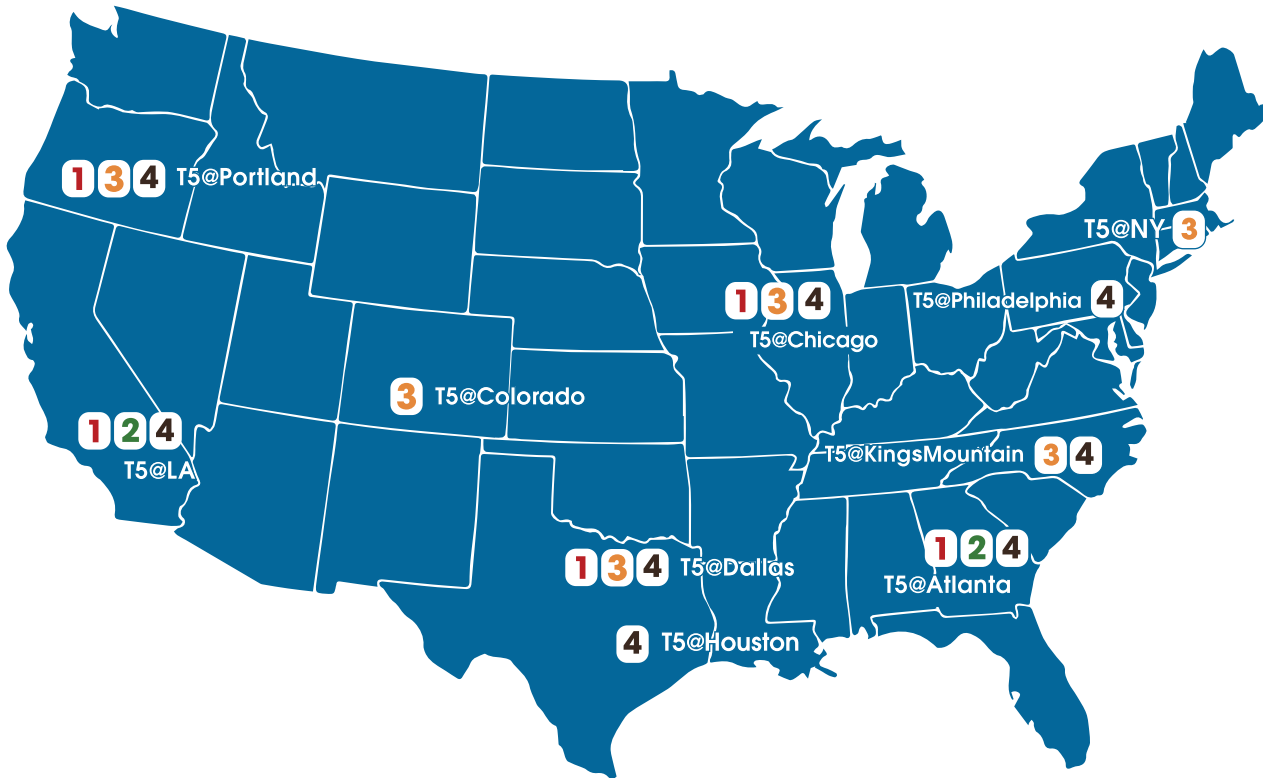 1 3 4 T5@Portland
T5@NY 3
1 3 4
T5@Chicago
T5@Philadelphia 4
3 T5@Colorado
1 2 4
T5@LA
T5@KingsMountain 3 4
1 2 4
T5@Atlanta
1 3 4 T5@Dallas
4 T5@Houston